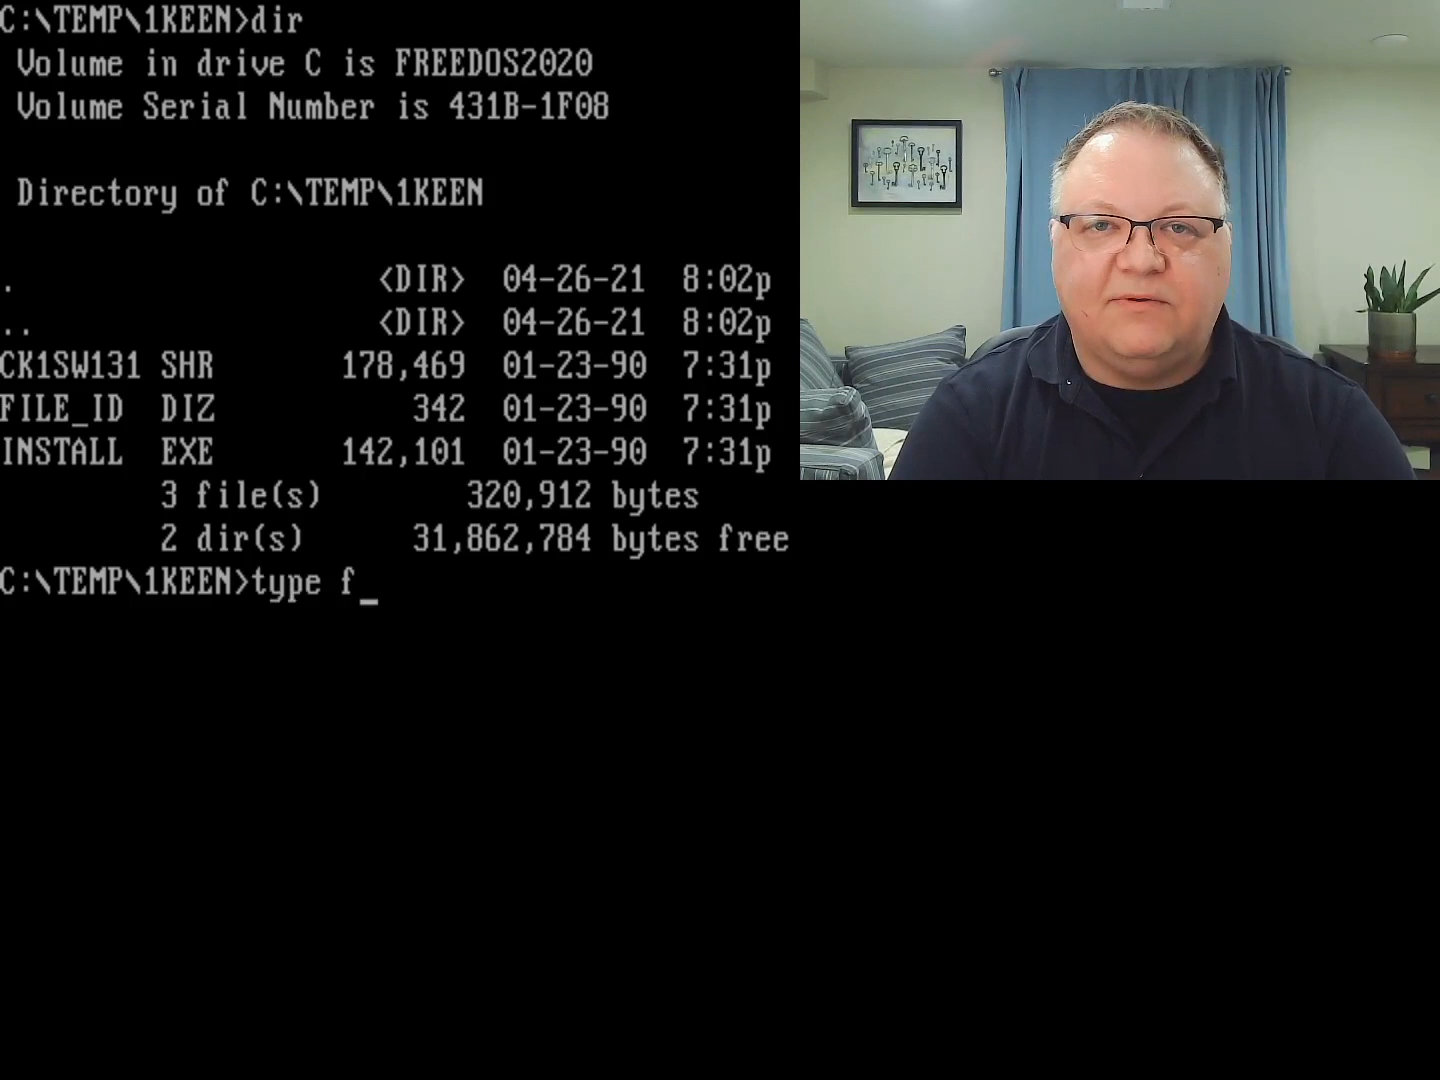 C:\TEMP\1KEEN>dir
Volume in drive C is FREEDOS2020
Volume Serial Number is 431B-1F08
Directory of C:\TEMP\1KEEN
. <DIR> 04-26-21 8:02p
.. <DIR> 04-26-21 8:02p
CK1SW131 SHR 178,469 01-23-90 7:31p
FILE_ID DIZ 342 01-23-90 7:31p
INSTALL EXE 142,101 01-23-90 7:31p
3 file(s) 320,912 bytes
2 dir(s) 31,862,784 bytes free
C:\TEMP\1KEEN>type f_